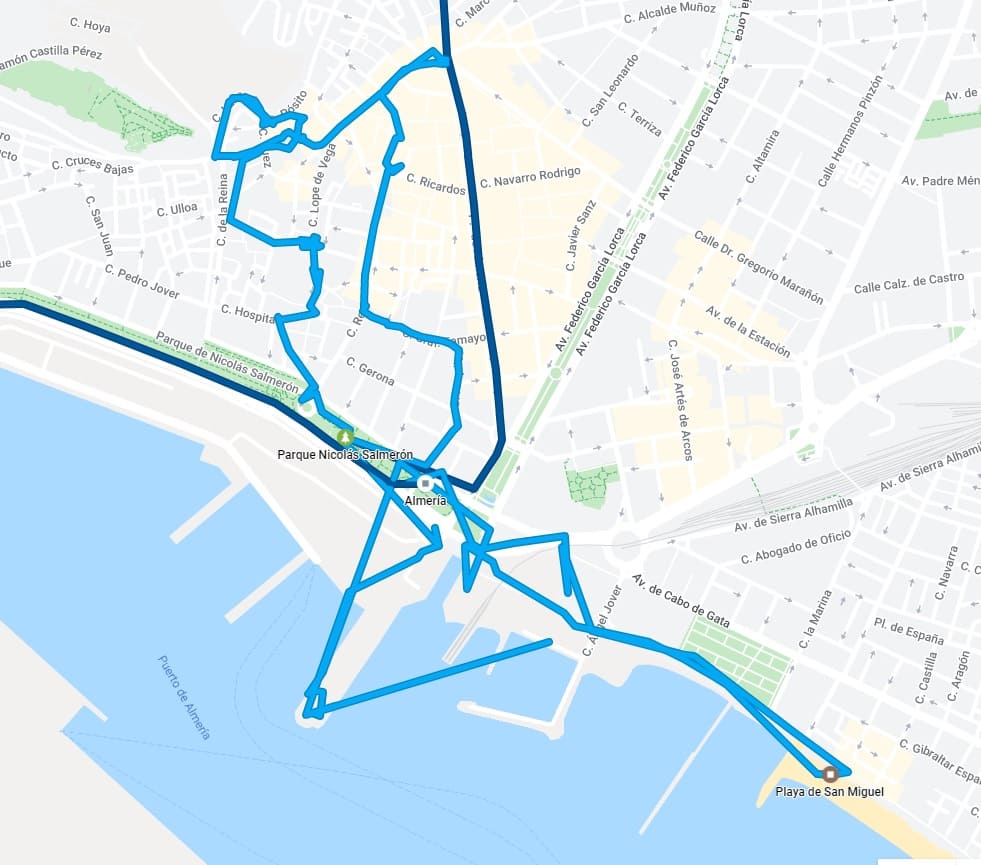 C. Hoya
C. Marc
C. Alcalde Muñoz
la Lorca
amón Castilla Pérez
C. San Leonardo
Av. Federico García Lorca
Calle Hermanos Pinzón
Av. de
C. Terriza
C. Altamira
C. Cruces Bajas
C. Lope de Vega
C. Ricardos
C. Navarro Rodrigo
Av. Padre Mén
C. Ulloa
C. de la Reina
C. San Juan
C. Javier Sanz
Calle Dr. Gregorio Marañón
C. Pedro Jover
Calle Calz. de Castro
Av. Federico García Lorca
Av. Federico García Lorca
C. Hospita
Av. de la Estación
Parque de Nicolás Salmerón
C. Gerona
C. José Artés de Arcos
Parque Nicolás Salmerón
Almería
Av. de Sierra Alhami
Av. de Sierra Alhamilla
C. Abogado de Oficio
C. Navarra
Av. de Cabo de Gata
C. Ángel Jover
C. la Marina
Pl. de España
C. Castilla
C. Aragón
Puerto de Almería
C. Gibraltar Espa
Playa de San Miguel